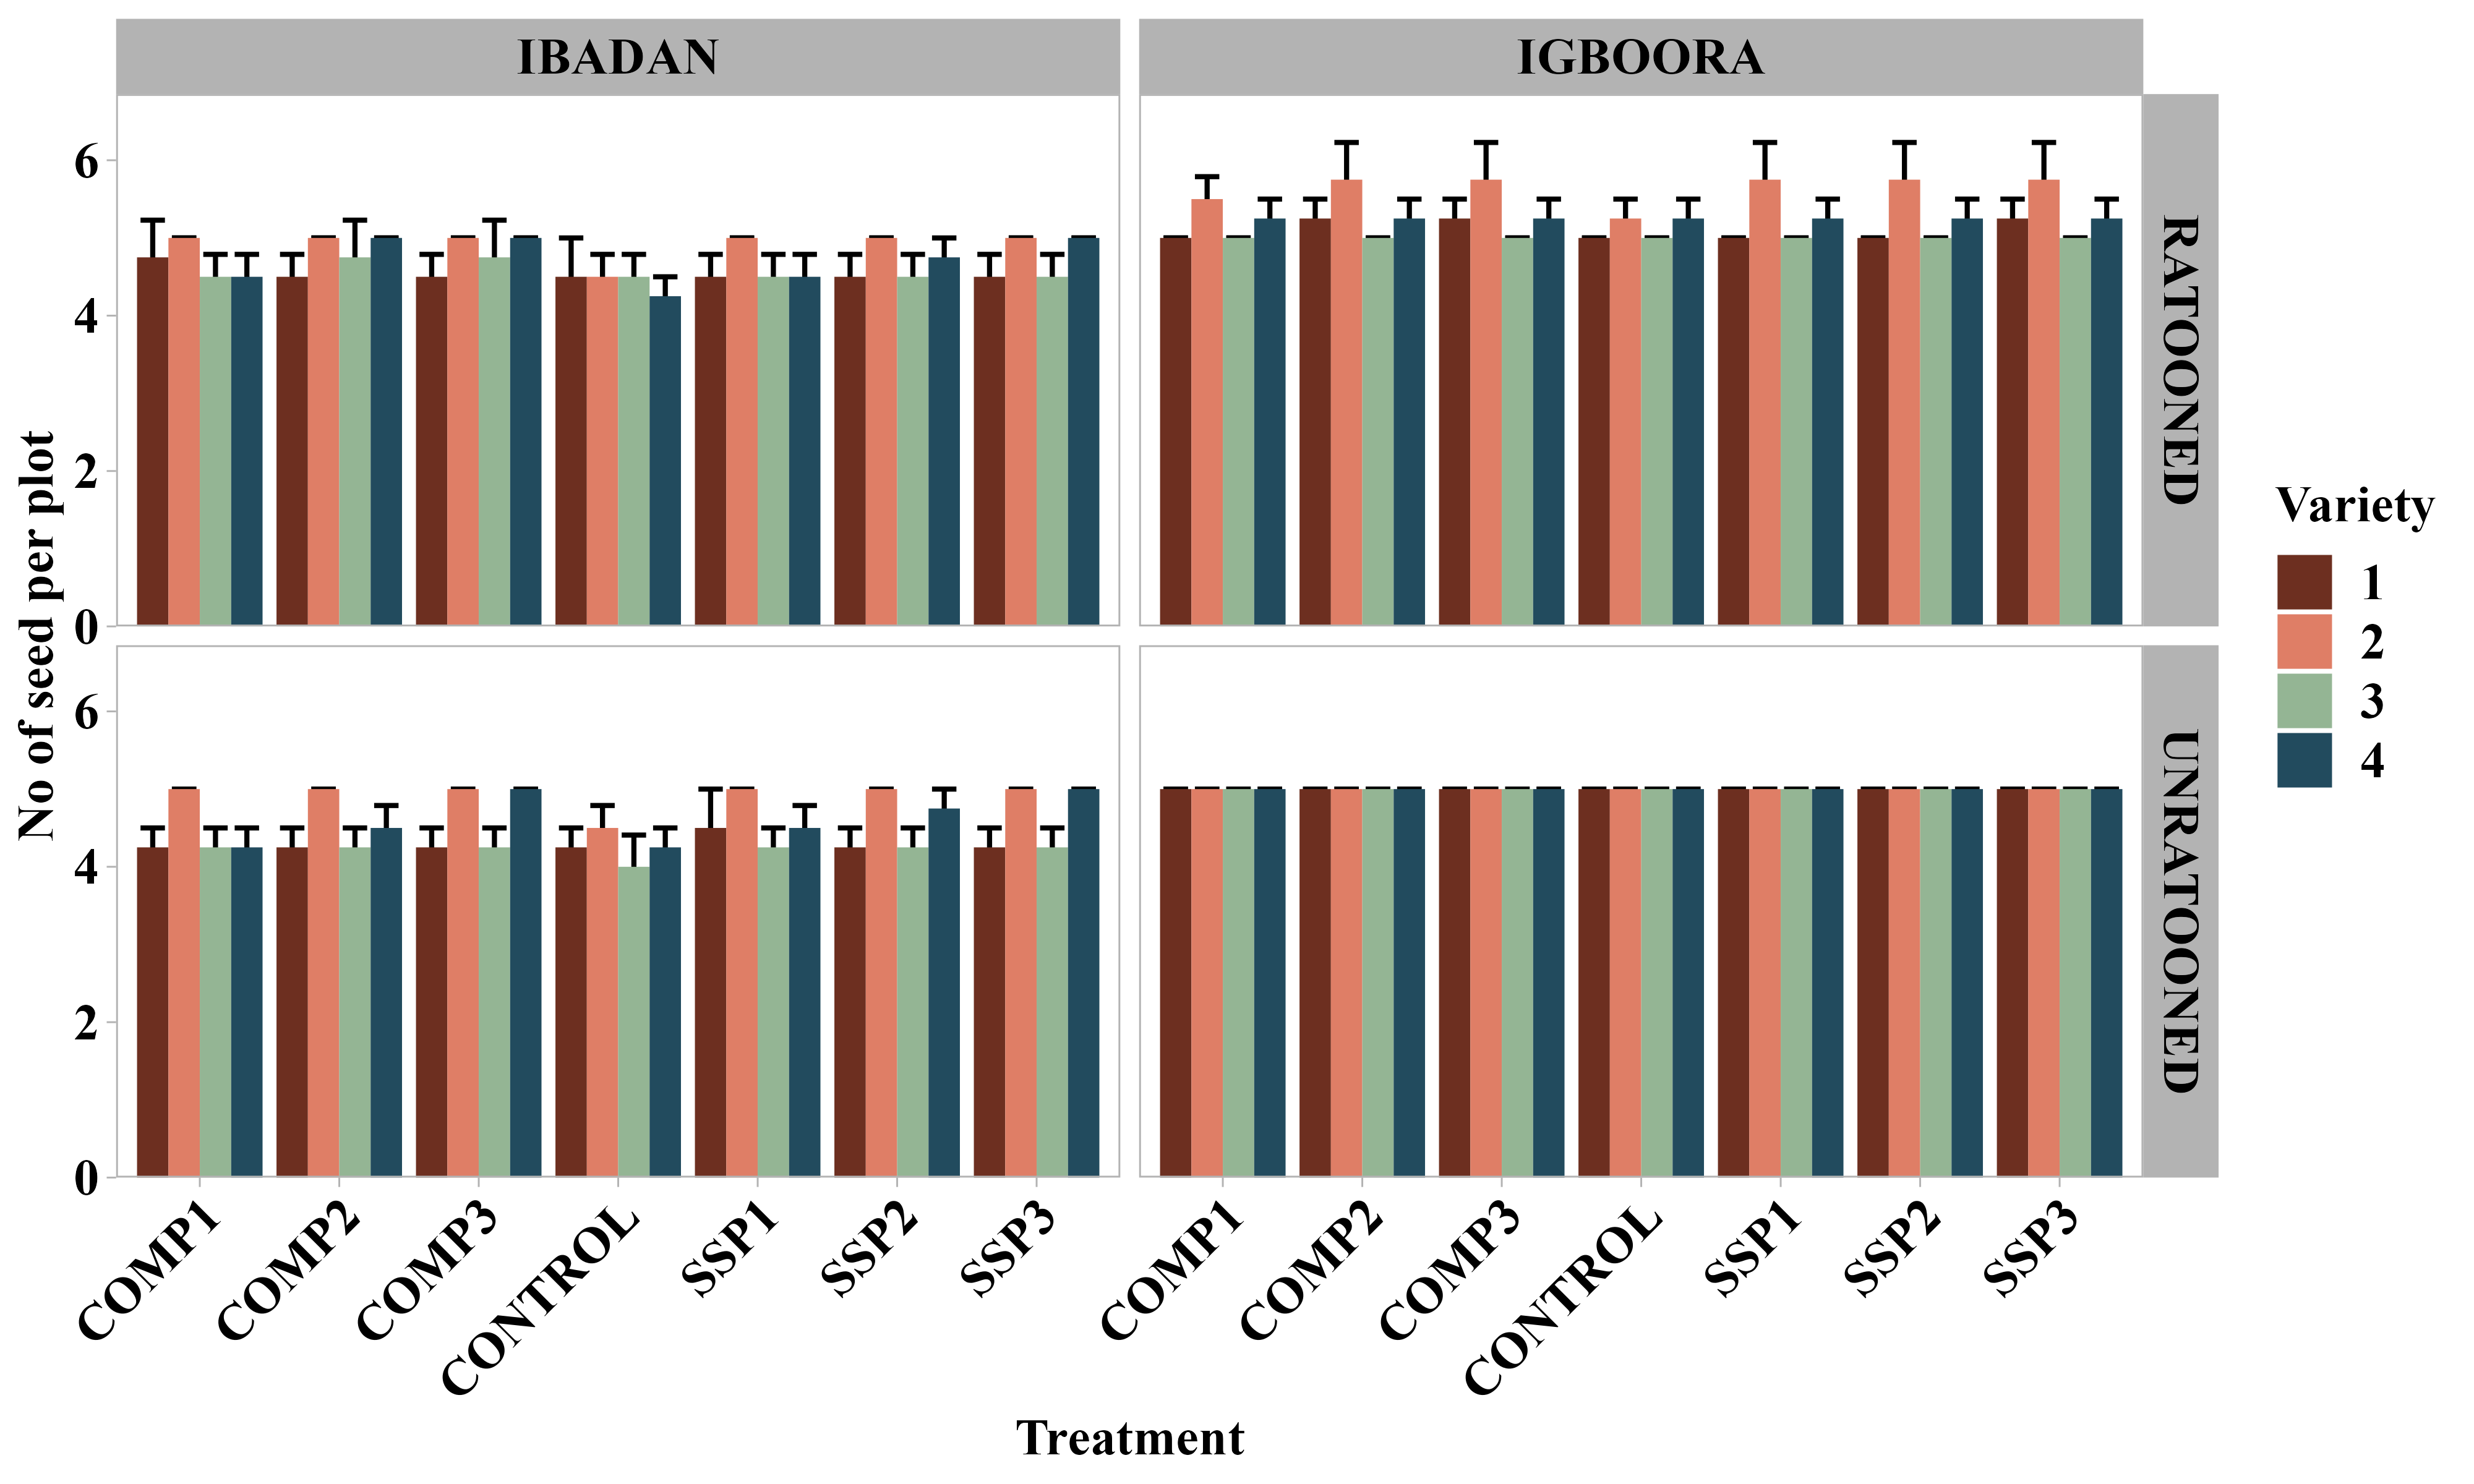 IBADAN
IGBOORA
RATOONED
UNRATOONED
No of seed per plot
6
4
2
0
6
4
2
0
COMP1
COMP2
COMP3
CONTROL
SSP1
SSP2
SSP3
COMP1
COMP2
COMP3
CONTROL
SSP1
SSP2
SSP3
Treatment
Variety
1
2
3
4